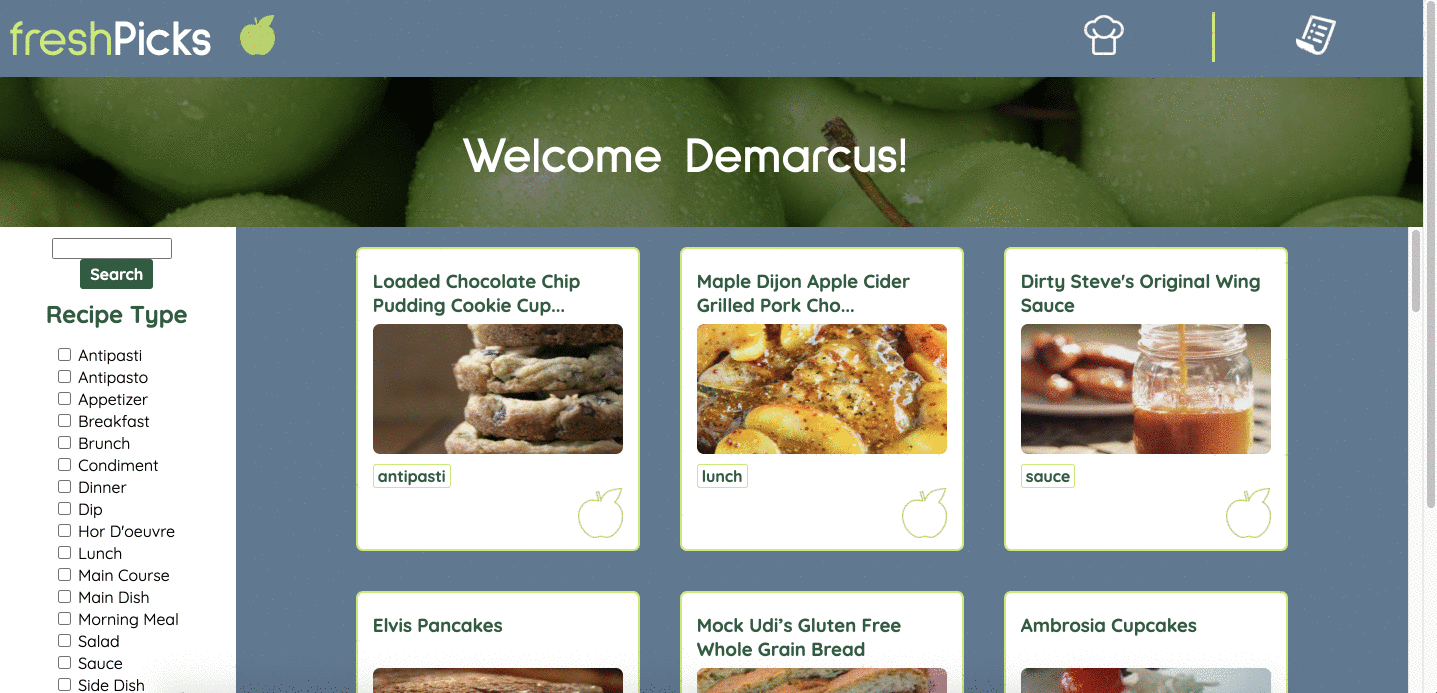 freshPicks
Welcome Demarcus!
Search
Recipe Type
Antipasti
Antipasto
Appetizer
Breakfast
Brunch
Condiment
Dinner
Dip
Hor D'oeuvre
Lunch
Main Course
Main Dish
Morning Meal
Salad
Sauce
Side Dish
Loaded Chocolate Chip
Pudding Cookie Cup...
antipasti
Maple Dijon Apple Cider
Grilled Pork Cho...
lunch
Dirty Steve's Original Wing
Sauce
sauce
Elvis Pancakes
Mock Udi’s Gluten Free
Whole Grain Bread
Ambrosia Cupcakes